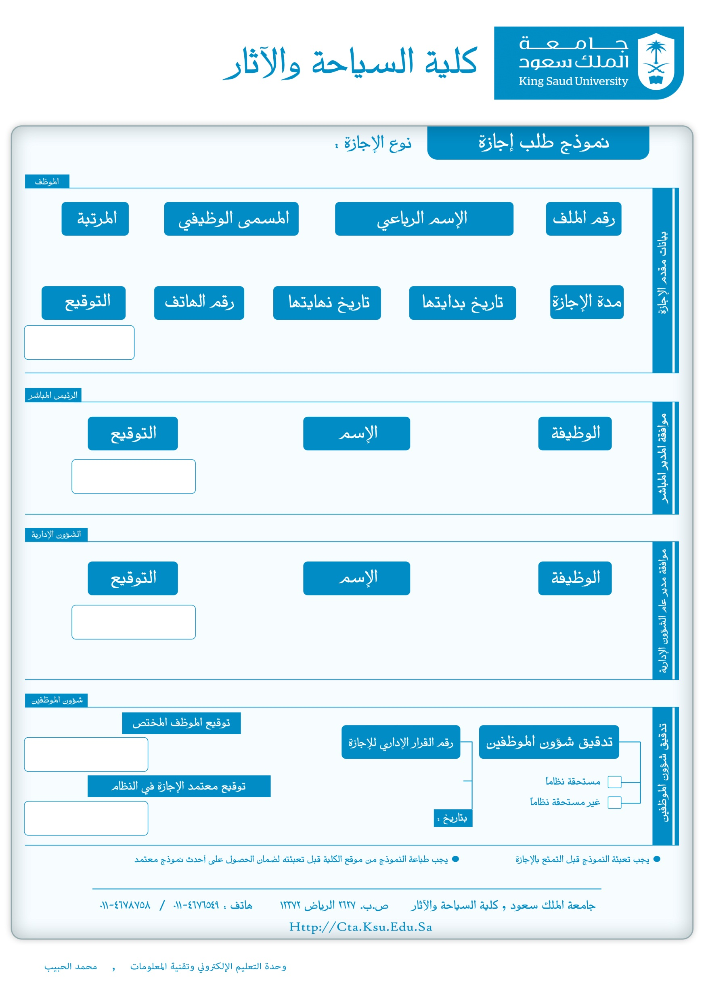 جامعة
الملك سعود
King Saud University
كلية السياحة والآثار
نموذج طلب إجازة
نوع الإجازة :
الموظف
بيانات مقدم الإجازة
رقم الملف الإسم الرباعي المسمى الوظيفي المرتبة
مدة الإجازة تاريخ بدايتها تاريخ نهايتها رقم الهاتف التوقيع
الرئيس المباشر
موافقة المدير المباشر
الوظيفة الإسم التوقيع
الشؤون الإدارية
موافقة مدير عام الشؤون الإدارية
الوظيفة الإسم التوقيع
شؤون الموظفين
تدقيق شؤون الموظفين
تدقيق شؤون الموظفين
مستحقة نظاماً
غير مستحقة نظاماً
رقم القرار الإداري للإجازة
بتاريخ :
توقيع الموظف المختص
توقيع معتمد الإجازة في النظام
يجب تعبئة النموذج قبل التمتع بالإجازة
يجب طباعة النموذج من موقع الكلية قبل تعبئته لضمان الحصول على أحدث نموذج معتمد
جامعة الملك سعود , كلية السياحة والآثار ص.ب. ٢٦٢٧ الرياض ١٢٣٧٢ هاتف : ٤٦٧٦٥٤٩-٠١١ / ٤٦٧٨٧٥٨-٠١١
Http://Cta.Ksu.Edu.Sa
وحدة التعليم الإلكتروني وتقنية المعلومات , محمد الحبيب